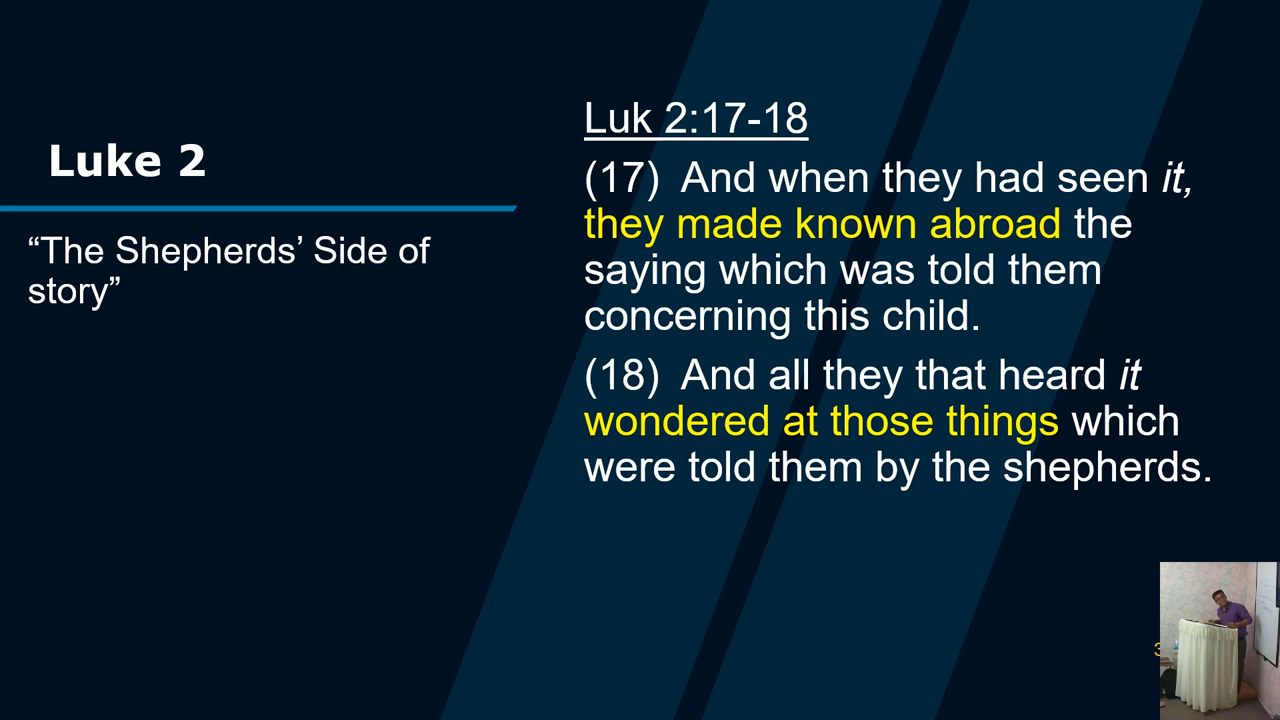 Luke 2
“The Shepherds’ Side of
story”
Luk 2:17-18
(17) And when they had seen it,
they made known abroad the
saying which was told them
concerning this child.
(18) And all they that heard it
wondered at those things which
were told them by the shepherds.